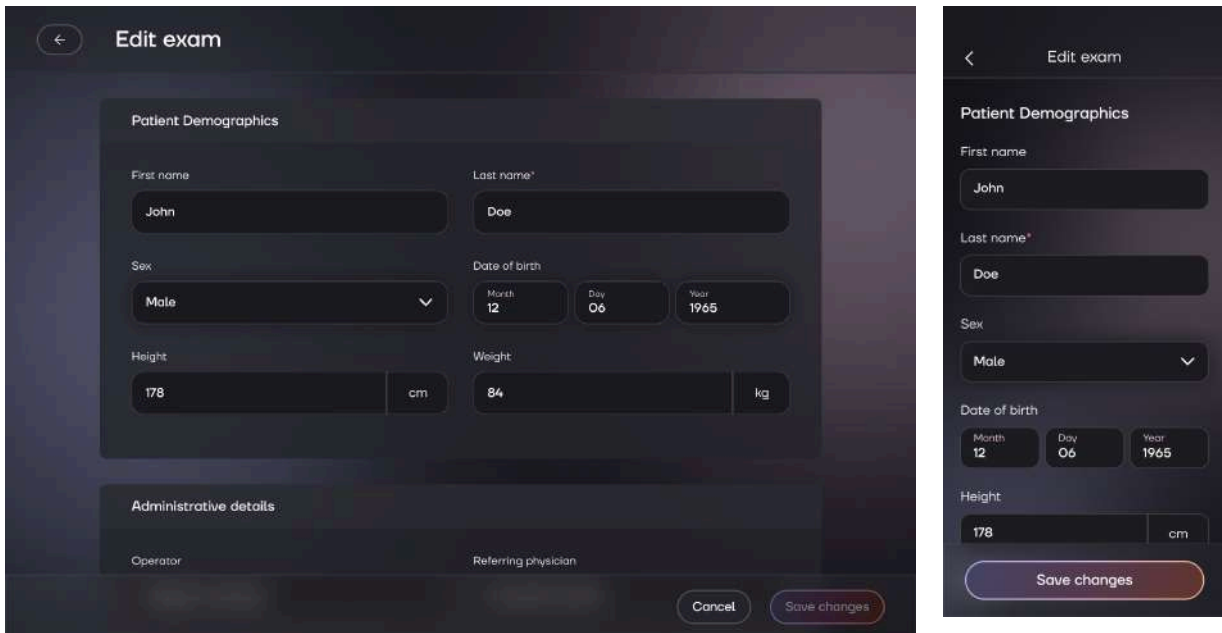 Edit exam
Patient Demographics
First name
Last name*
John
Doe
Sex
Date of birth
Male
Month
Day
Year
12
06
1965
Height
Weight
178
cm
84
kg
Administrative details
Operator
Referring physician
Cancel
Save changes
Edit exam
Patient Demographics
First name
John
Last name*
Doe
Sex
Male
Date of birth
Month
Day
Year
12
06
1965
Height
178
cm
Save changes